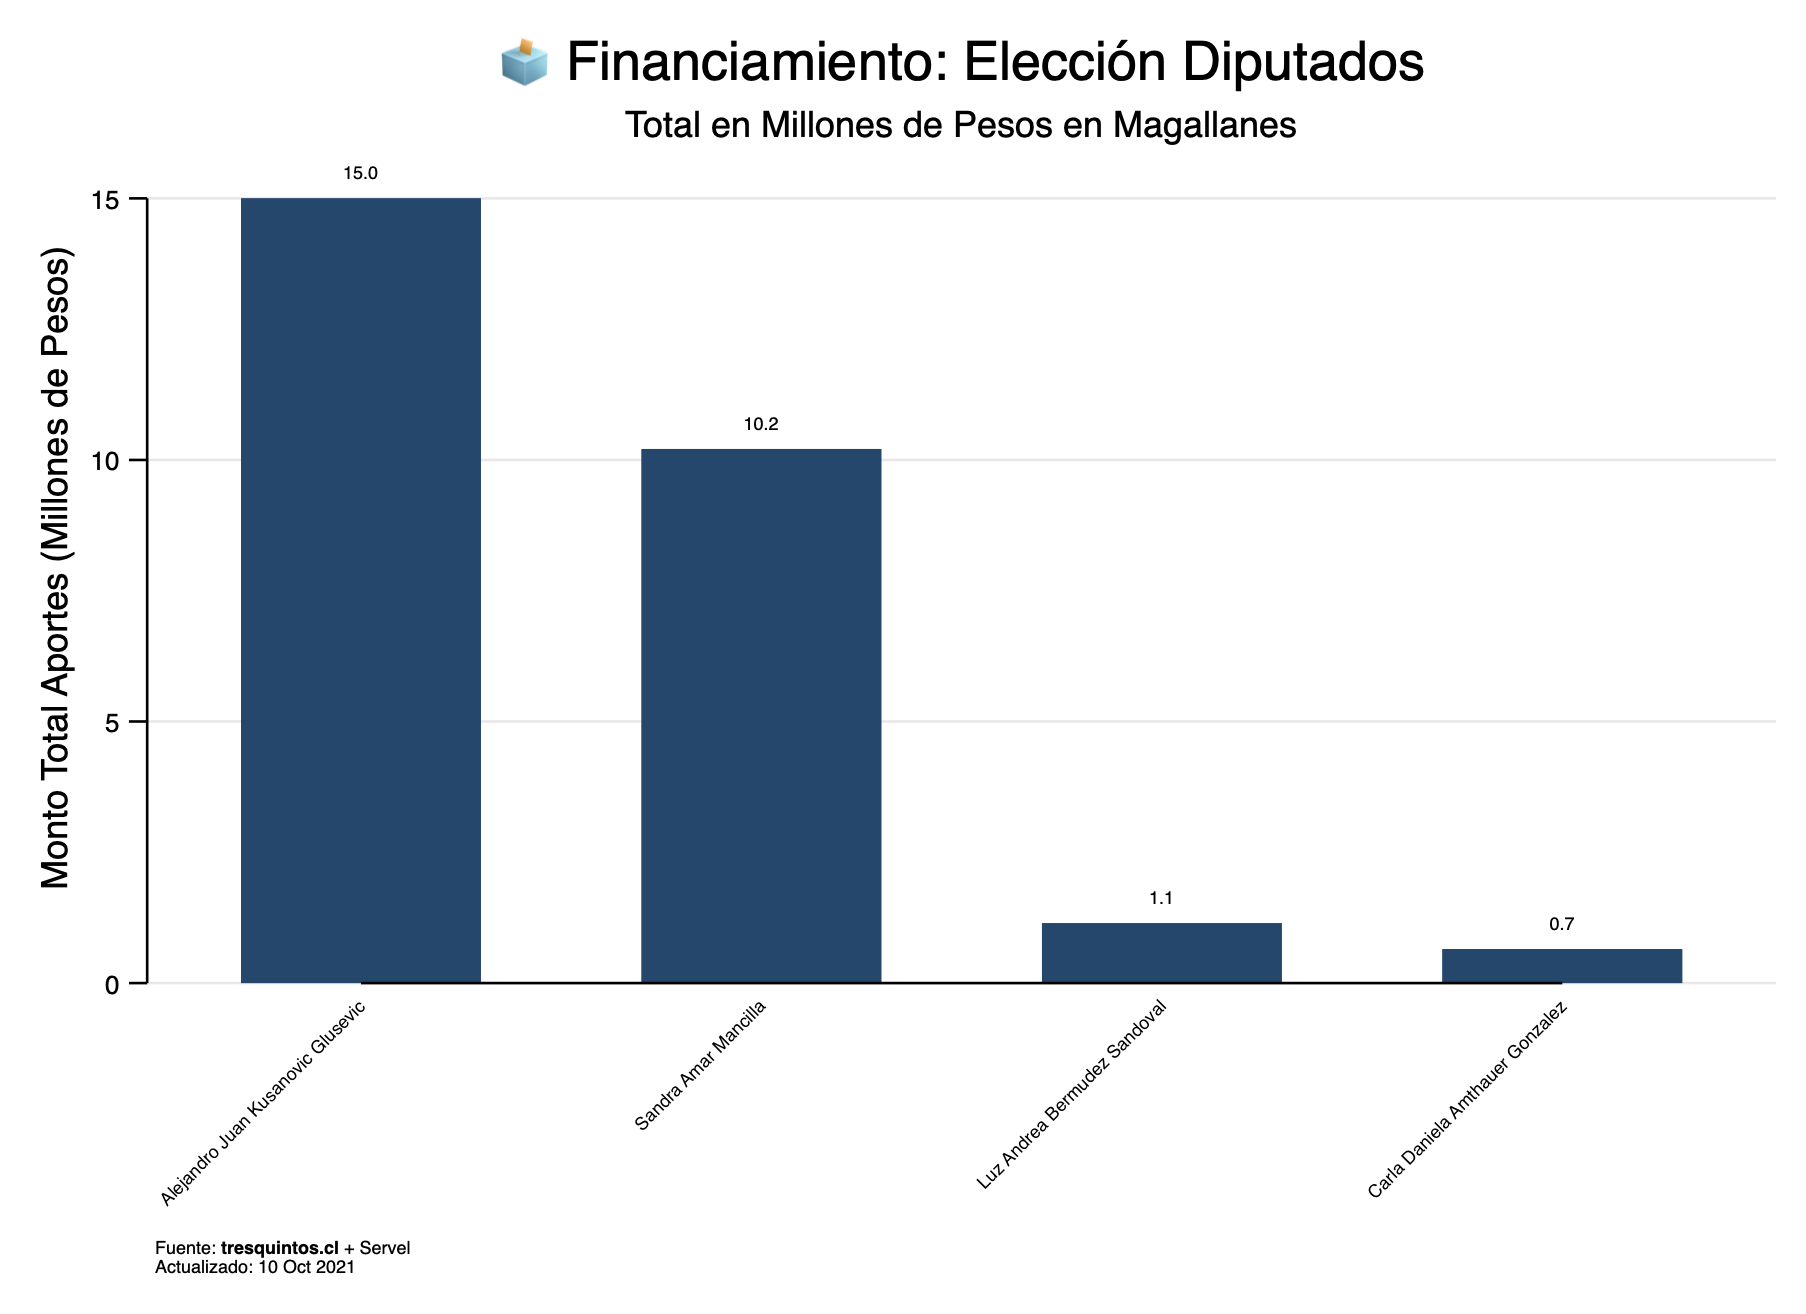 Financiamiento: Elección Diputados
Total en Millones de Pesos en Magallanes
Monto Total Aportes (Millones de Pesos)
15
10
5
0
15.0
10.2
1.1
0.7
Alejandro Juan Kusanovic Glusevic
Sandra Amar Mancilla
Luz Andrea Bermudez Sandoval
Carla Daniela Amthauer Gonzalez
Fuente: tresquintos.cl + Servel
Actualizado: 10 Oct 2021